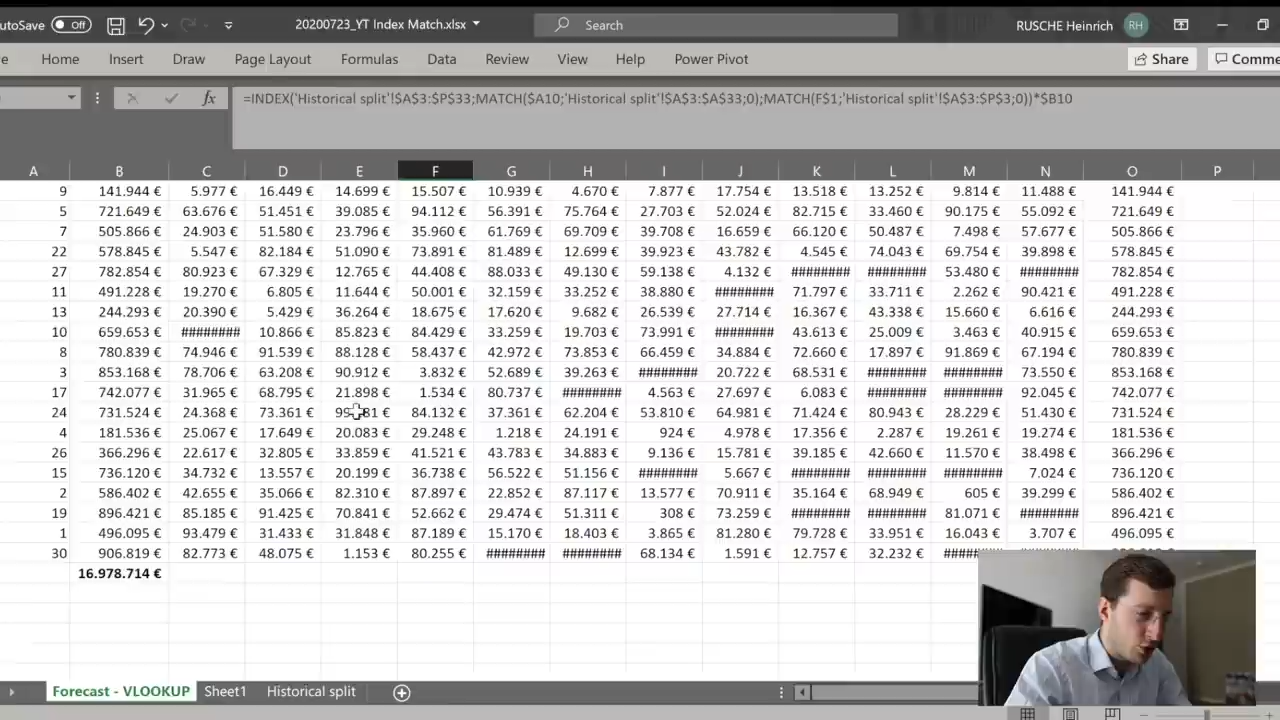 utoSave Off 20200723_YT Index Match.xlsx Search RUSCHE Heinrich RH
e Home Insert Draw Page Layout Formulas Data Review View Help Power Pivot Share Comme
fx =INDEX('Historical split'!$A$3:$P$33;MATCH($A10;'Historical split'!$A$3:$A$33;0);MATCH(F$1;'Historical split'!$A$3:$P$3;0))*$B10
A B C D E F G H I J K L M N O P
9 141.944 € 5.977 € 16.449 € 14.699 € 15.507 € 10.939 € 4.670 € 7.877 € 17.754 € 13.518 € 13.252 € 9.814 € 11.488 € 141.944 €
5 721.649 € 63.676 € 51.451 € 39.085 € 94.112 € 56.391 € 75.764 € 27.703 € 52.024 € 82.715 € 33.460 € 90.175 € 55.092 € 721.649 €
7 505.866 € 24.903 € 51.580 € 23.796 € 35.960 € 61.769 € 69.709 € 39.708 € 16.659 € 66.120 € 50.487 € 7.498 € 57.677 € 505.866 €
22 578.845 € 5.547 € 82.184 € 51.090 € 73.891 € 81.489 € 12.699 € 39.923 € 43.782 € 4.545 € 74.043 € 69.754 € 39.898 € 578.845 €
27 782.854 € 80.923 € 67.329 € 12.765 € 44.408 € 88.033 € 49.130 € 59.138 € 4.132 € ######## ######## 53.480 € ######## 782.854 €
11 491.228 € 19.270 € 6.805 € 11.644 € 50.001 € 32.159 € 33.252 € 38.880 € ######## 71.797 € 33.711 € 2.262 € 90.421 € 491.228 €
13 244.293 € 20.390 € 5.429 € 36.264 € 18.675 € 17.620 € 9.682 € 26.539 € 27.714 € 16.367 € 43.338 € 15.660 € 6.616 € 244.293 €
10 659.653 € ######## 10.866 € 85.823 € 84.429 € 33.259 € 19.703 € 73.991 € ######## 43.613 € 25.009 € 3.463 € 40.915 € 659.653 €
8 780.839 € 74.946 € 91.539 € 88.128 € 58.437 € 42.972 € 73.853 € 66.459 € 34.884 € 72.660 € 17.897 € 91.869 € 67.194 € 780.839 €
3 853.168 € 78.706 € 63.208 € 90.912 € 3.832 € 52.689 € 39.263 € ######## 20.722 € 68.531 € ######## ######## 73.550 € 853.168 €
17 742.077 € 31.965 € 68.795 € 21.898 € 1.534 € 80.737 € ######## 4.563 € 27.697 € 6.083 € ######## ######## 92.045 € 742.077 €
24 731.524 € 24.368 € 73.361 € 84.132 € 37.361 € 62.204 € 53.810 € 64.981 € 71.424 € 80.943 € 28.229 € 51.430 € 731.524 €
4 181.536 € 25.067 € 17.649 € 20.083 € 29.248 € 1.218 € 24.191 € 924 € 4.978 € 17.356 € 2.287 € 19.261 € 19.274 € 181.536 €
26 366.296 € 22.617 € 32.805 € 33.859 € 41.521 € 43.783 € 34.883 € 9.136 € 15.781 € 39.185 € 42.660 € 11.570 € 38.498 € 366.296 €
15 736.120 € 34.732 € 13.557 € 20.199 € 36.738 € 56.522 € 51.156 € ######## 5.667 € ######## ######## ######## 7.024 € 736.120 €
2 586.402 € 42.655 € 35.066 € 82.310 € 87.897 € 22.852 € 87.117 € 13.577 € 70.911 € 35.164 € 68.949 € 605 € 39.299 € 586.402 €
19 896.421 € 85.185 € 91.425 € 70.841 € 52.662 € 29.474 € 51.311 € 308 € 73.259 € ######## ######## 81.071 € ######## 896.421 €
1 496.095 € 93.479 € 31.433 € 31.848 € 87.189 € 15.170 € 18.403 € 3.865 € 81.280 € 79.728 € 33.951 € 16.043 € 3.707 € 496.095 €
30 906.819 € 82.773 € 48.075 € 1.153 € 80.255 € ######## ######## 68.134 € 1.591 € 12.757 € 32.232 €
16.978.714 €
Forecast - VLOOKUP Sheet1 Historical split